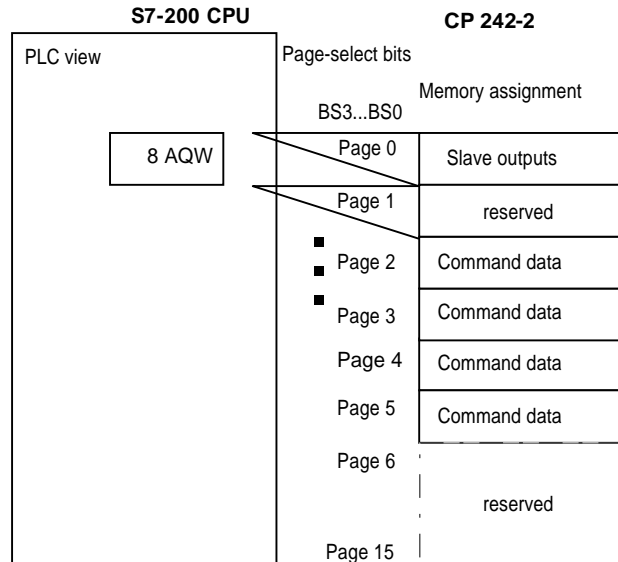 S7-200 CPU
CP 242-2
PLC view
Page-select bits
Memory assignment
BS3...BS0
8 AQW
Page 0
Slave outputs
Page 1
reserved
Page 2
Command data
Page 3
Command data
Page 4
Command data
Page 5
Command data
Page 6
reserved
Page 15